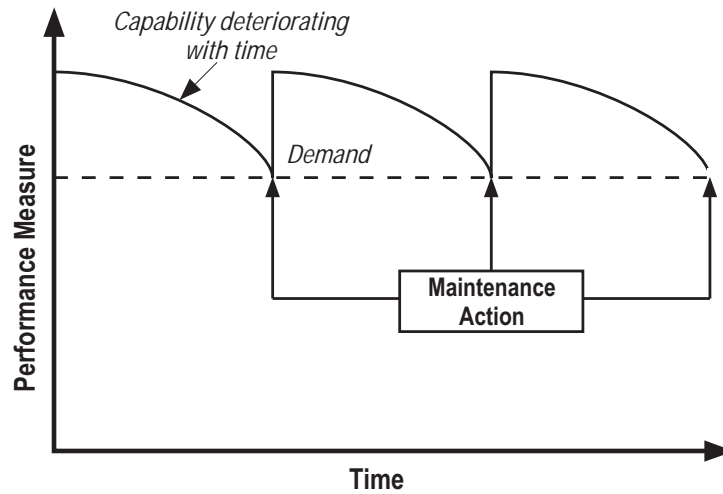 Capability deteriorating
with time
Demand
Maintenance
Action
Performance Measure
Time